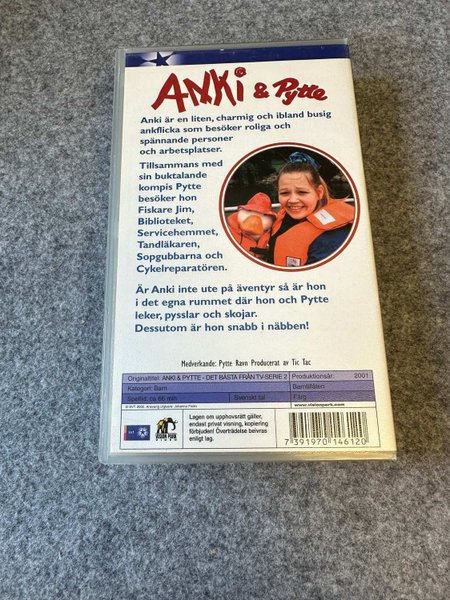 ANKi & Pytte
Anki är en liten, charmig och ibland busig
ankflicka som besöker roliga och
spännande personer
och arbetsplatser.
Tillsammans med
sin buktalande
kompis Pytte
besöker hon
Fiskare Jim,
Biblioteket,
Servicehemmet,
Tandläkaren,
Sopgubbarna och
Cykelreparatören.
Är Anki inte ute på äventyr så är hon
i det egna rummet där hon och Pytte
leker, pysslar och skojar.
Dessutom är hon snabb i näbben!
Medverkande: Pytte Ravn Producerat av Tic Tac
Originaltitel: ANKI & PYTTE - DET BÄSTA FRÅN TV-SERIE 2 Produktionsår: 2001
Kategori: Barn Barntillåten
Speltid: ca 66 min Svenskt tal Färg
www.visionpark.com
Lagen om upphovsrätt gäller,
endast privat visning, kopiering
förbjuden! Överträdelse beivras
enligt lag.
svt
VISION PARK
7 391970 146120